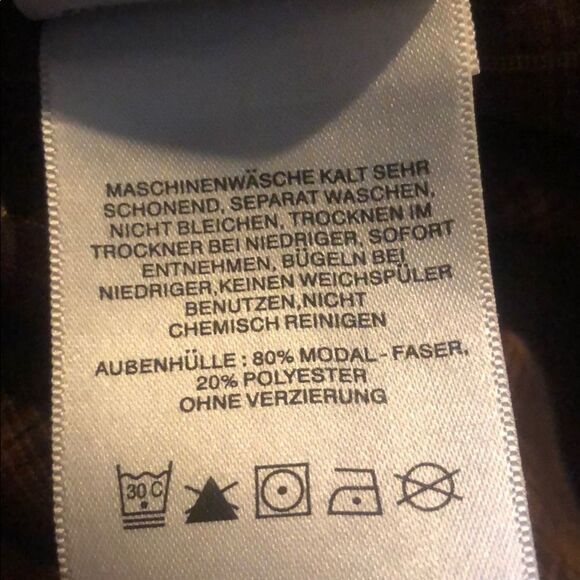 MASCHINENWÄSCHE KALT SEHR
SCHONEND, SEPARAT WASCHEN,
NICHT BLEICHEN, TROCKNEN IM
TROCKNER BEI NIEDRIGER, SOFORT
ENTNEHMEN, BÜGELN BEI
NIEDRIGER,KEINEN WEICHSPÜLER
BENUTZEN,NICHT
CHEMISCH REINIGEN
AUßENHÜLLE : 80% MODAL - FASER,
20% POLYESTER
OHNE VERZIERUNG
30 C